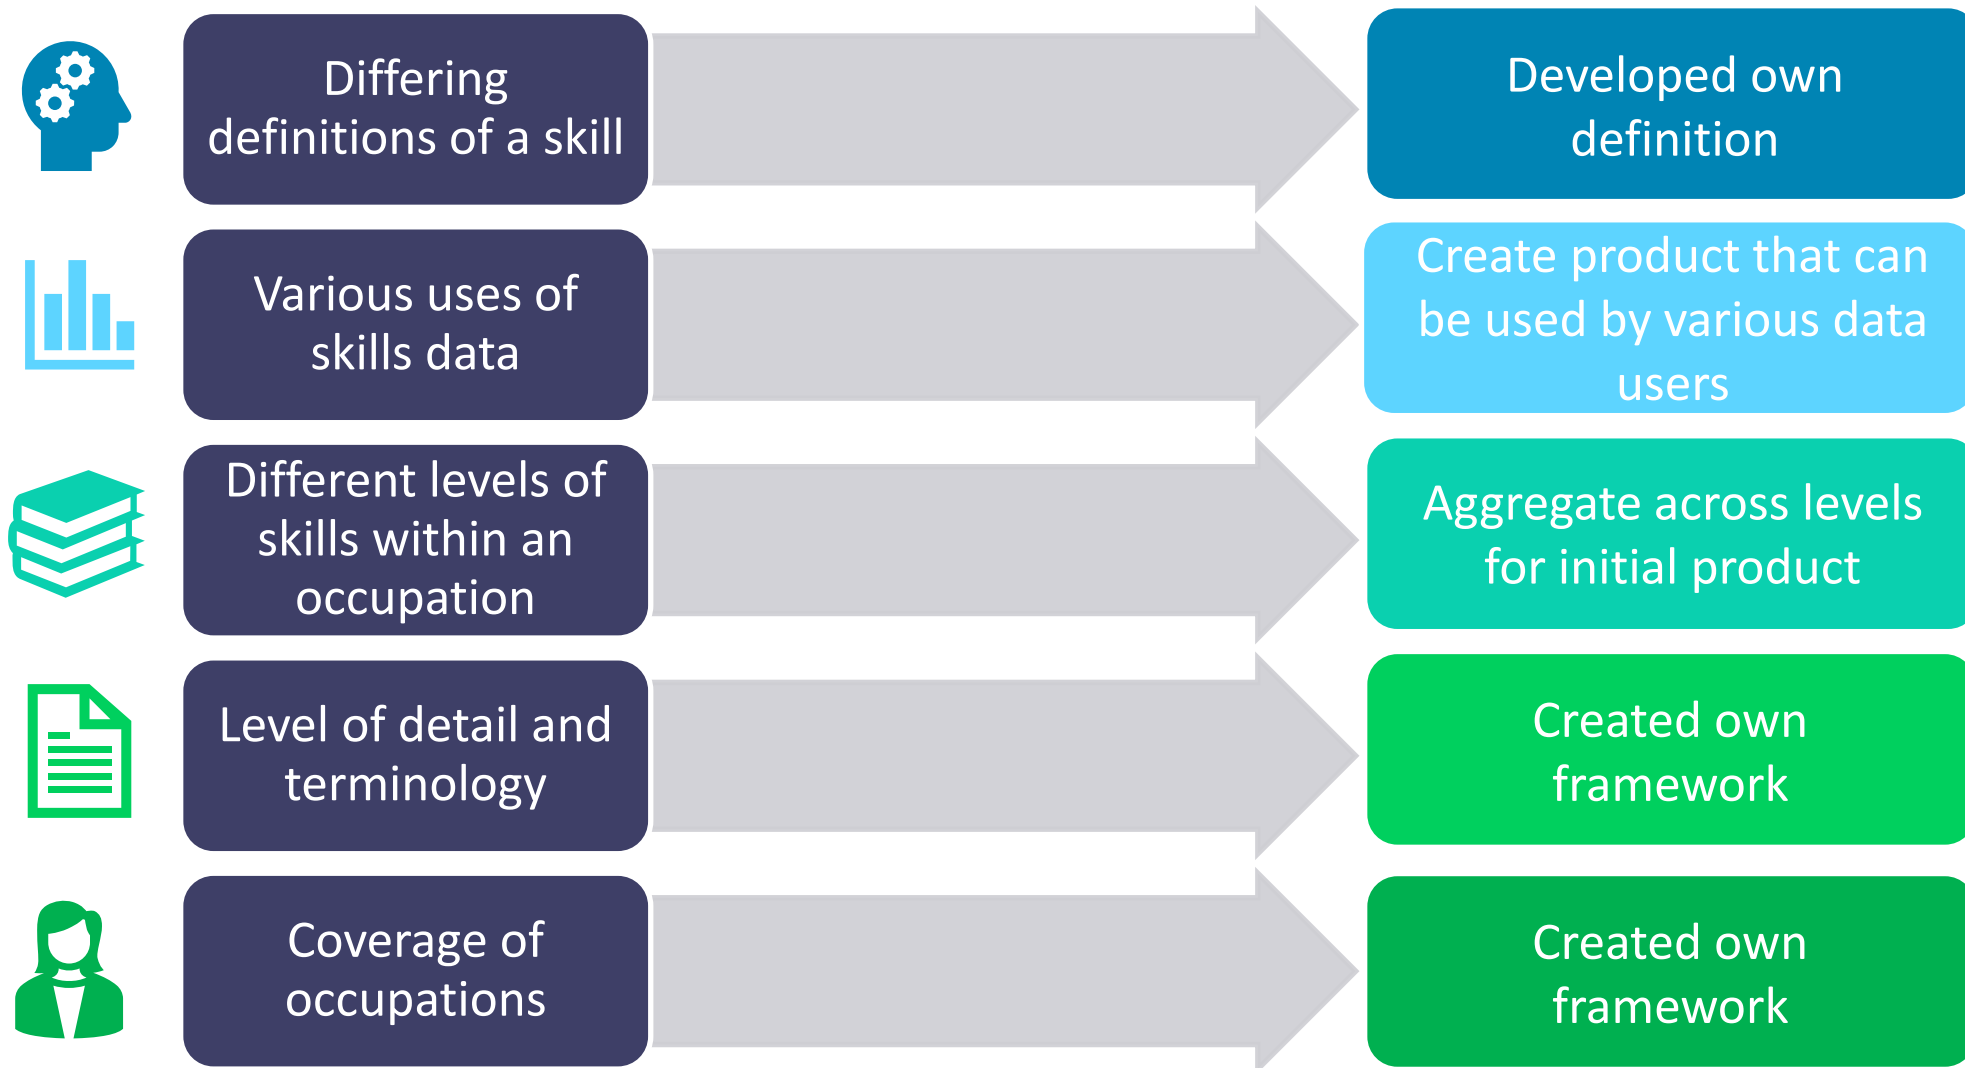 Differing
definitions of a skill
Developed own
definition
Various uses of
skills data
Create product that can
be used by various data
users
Different levels of
skills within an
occupation
Aggregate across levels
for initial product
Level of detail and
terminology
Created own
framework
Coverage of
occupations
Created own
framework